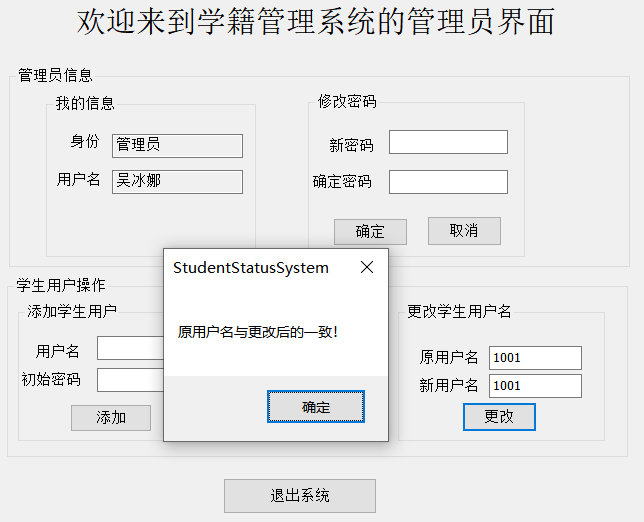 欢迎来到学籍管理系统的管理员界面
管理员信息
我的信息
身份 管理员
用户名 吴冰娜
修改密码
新密码
确定密码
确定 取消
学生用户操作
添加学生用户
用户名
初始密码
添加
StudentStatusSystem
原用户名与更改后的一致!
确定
更改学生用户名
原用户名 1001
新用户名 1001
更改
退出系统